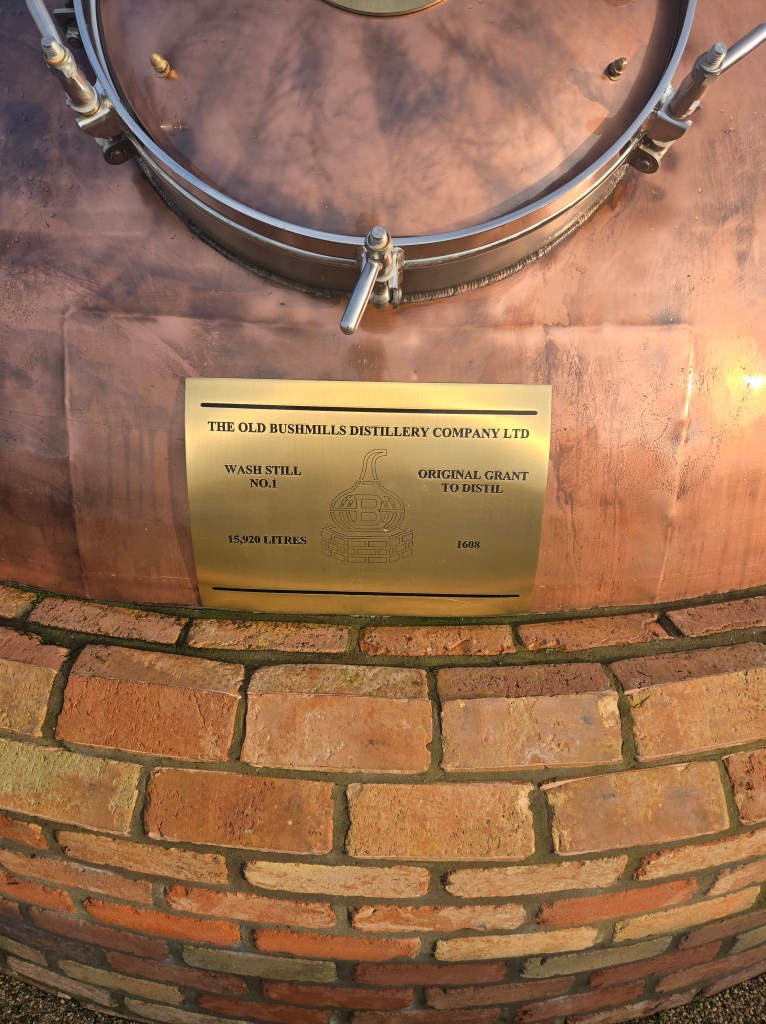 THE OLD BUSHMILLS DISTILLERY COMPANY LTD
WASH STILL
NO.1
ORIGINAL GRANT
TO DISTIL
B
15,920 LITRES
1608